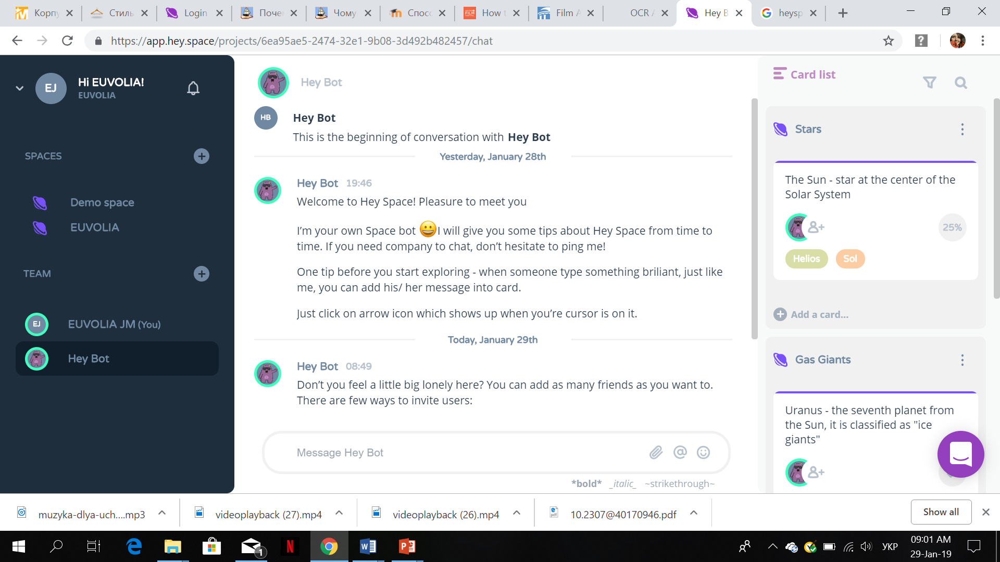 Корпу
Стиль
Login
Почем
Чому
Спосо
How t
Film A
OCR A
Hey B
heysp
https://app.hey.space/projects/6ea95ae5-2474-32e1-9b08-3d492b482457/chat
EJ
Hi EUVOLIA!
EUVOLIA
SPACES
Demo space
EUVOLIA
TEAM
EJ
EUVOLIA JM (You)
Hey Bot
Hey Bot
HB
Hey Bot
This is the beginning of conversation with Hey Bot
Yesterday, January 28th
Hey Bot 19:46
Welcome to Hey Space! Pleasure to meet you
I'm your own Space bot 😀I will give you some tips about Hey Space from time to
time. If you need company to chat, don't hesitate to ping me!
One tip before you start exploring - when someone type something briliant, just like
me, you can add his/ her message into card.
Just click on arrow icon which shows up when you're cursor is on it.
Today, January 29th
Hey Bot 08:49
Don't you feel a little big lonely here? You can add as many friends as you want to.
There are few ways to invite users:
Message Hey Bot
*bold* _italic_ ~strikethrough~
Card list
Stars
The Sun - star at the center of the
Solar System
25%
Helios Sol
Add a card...
Gas Giants
Uranus - the seventh planet from
the Sun, it is classified as "ice
giants"
muzyka-dlya-uch....mp3
videoplayback (27).mp4
videoplayback (26).mp4
10.2307@40170946.pdf
Show all
1
УКР
09:01 AM
29-Jan-19